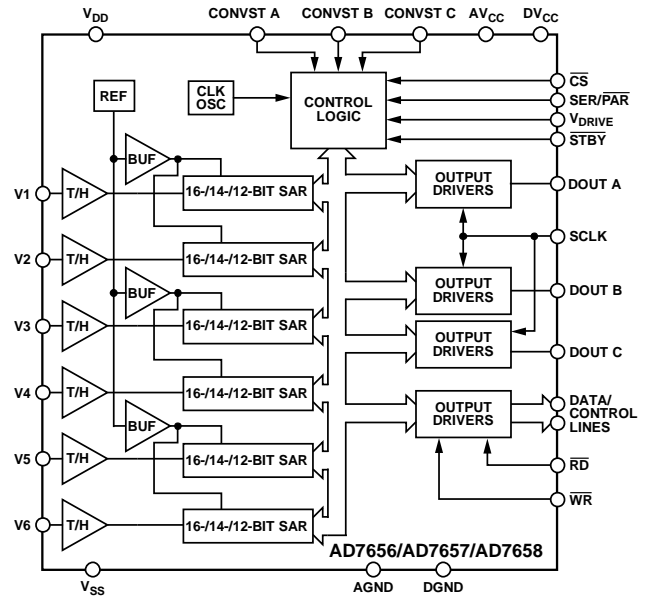 VDD
CONVST A
CONVST B
CONVST C
AVCC
DVCC
REF
CLK
OSC
CONTROL
LOGIC
CS
SER/PAR
VDRIVE
STBY
BUF
OUTPUT
DRIVERS
DOUT A
V1
T/H
16-/14-/12-BIT SAR
SCLK
V2
T/H
16-/14-/12-BIT SAR
BUF
OUTPUT
DRIVERS
DOUT B
V3
T/H
16-/14-/12-BIT SAR
OUTPUT
DRIVERS
DOUT C
V4
T/H
16-/14-/12-BIT SAR
BUF
OUTPUT
DRIVERS
DATA/
CONTROL
LINES
V5
T/H
16-/14-/12-BIT SAR
RD
WR
V6
T/H
16-/14-/12-BIT SAR
AD7656/AD7657/AD7658
VSS
AGND
DGND